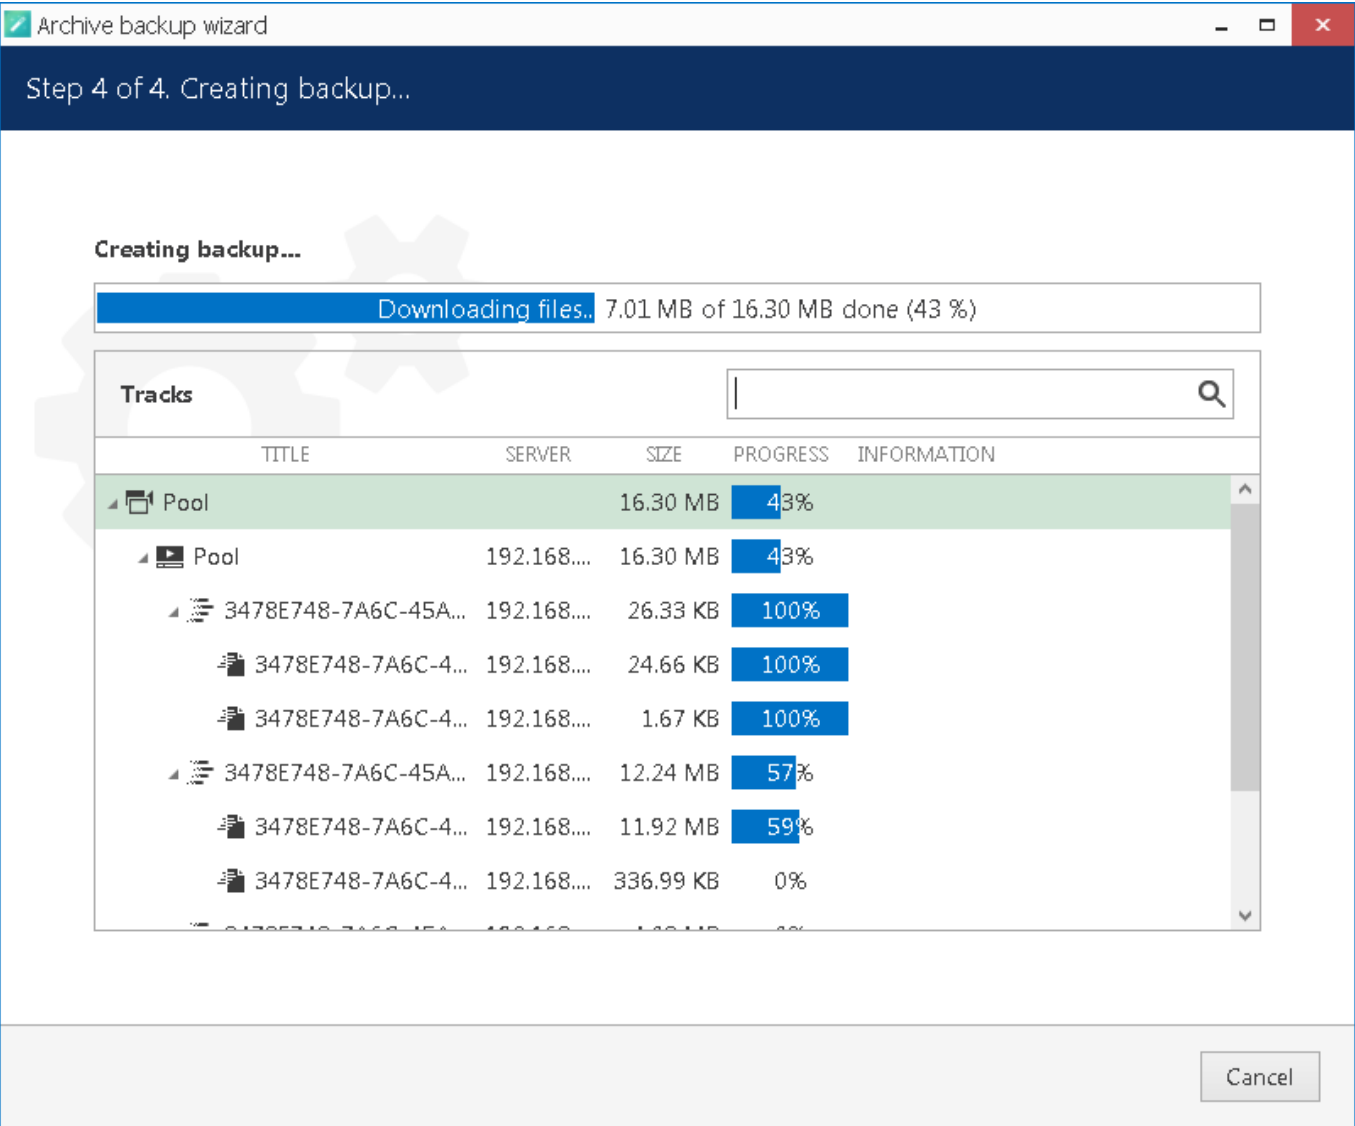 Archive backup wizard
Step 4 of 4. Creating backup...
Creating backup...
Downloading files.. 7.01 MB of 16.30 MB done (43 %)
Tracks
TITLE SERVER SIZE PROGRESS INFORMATION
Pool 16.30 MB 43%
Pool 192.168.... 16.30 MB 43%
3478E748-7A6C-45A... 192.168.... 26.33 KB 100%
3478E748-7A6C-4... 192.168.... 24.66 KB 100%
3478E748-7A6C-4... 192.168.... 1.67 KB 100%
3478E748-7A6C-45A... 192.168.... 12.24 MB 57%
3478E748-7A6C-4... 192.168.... 11.92 MB 59%
3478E748-7A6C-4... 192.168.... 336.99 KB 0%
Cancel